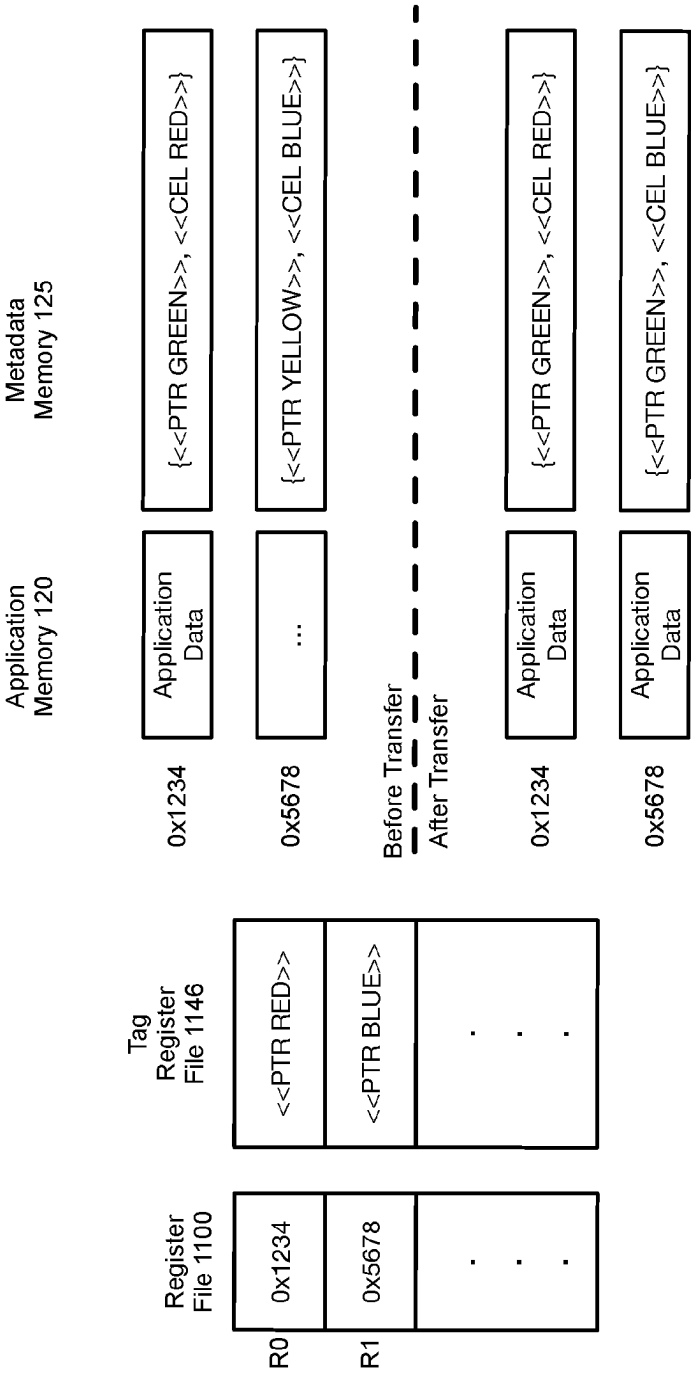 Register
File 1100
Tag
Register
File 1146
Application
Memory 120
Metadata
Memory 125
R0
0x1234
<<PTR RED>>
R1
0x5678
<<PTR BLUE>>
.
.
.
.
.
.
0x1234
Application
Data
{<<PTR GREEN>>, <<CEL RED>>}
0x5678
...
{<<PTR YELLOW>>, <<CEL BLUE>>}
Before Transfer
After Transfer
0x1234
Application
Data
{<<PTR GREEN>>, <<CEL RED>>}
0x5678
Application
Data
{<<PTR GREEN>>, <<CEL BLUE>>}